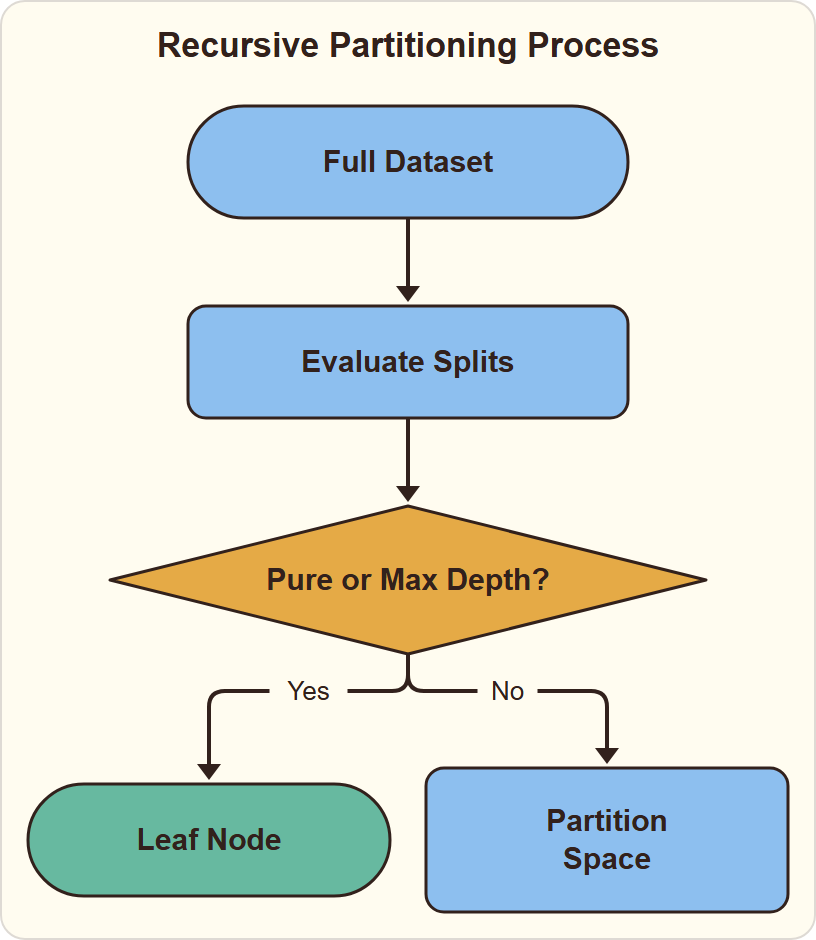 Recursive Partitioning Process
Full Dataset
Evaluate Splits
Pure or Max Depth?
Yes
No
Leaf Node
Partition
Space